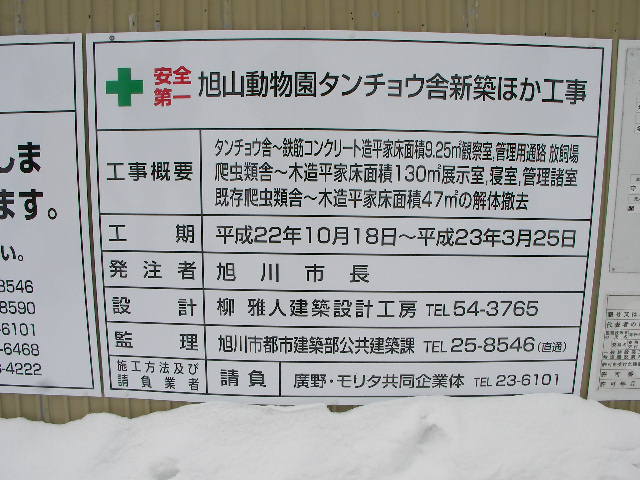 安全第一 旭山動物園タンチョウ舎新築ほか工事
工事概要
タンチョウ舎～鉄筋コンクリート造平家床面積9.25㎡観察室,管理用通路 放飼場
爬虫類舎～木造平家床面積130㎡展示室,寝室,管理諸室
既存爬虫類舎～木造平家床面積47㎡の解体撤去
工期 平成22年10月18日～平成23年3月25日
発注者 旭川市長
設計 柳 雅人建築設計工房 TEL54-3765
監理 旭川市都市建築部公共建築課 TEL 25-8546(直通)
施工方法及び請負業者 請負 廣野・モリタ共同企業体 TEL 23-6101
しま
ます。
い。
-8546
-8590
-6101
-6468
-4222